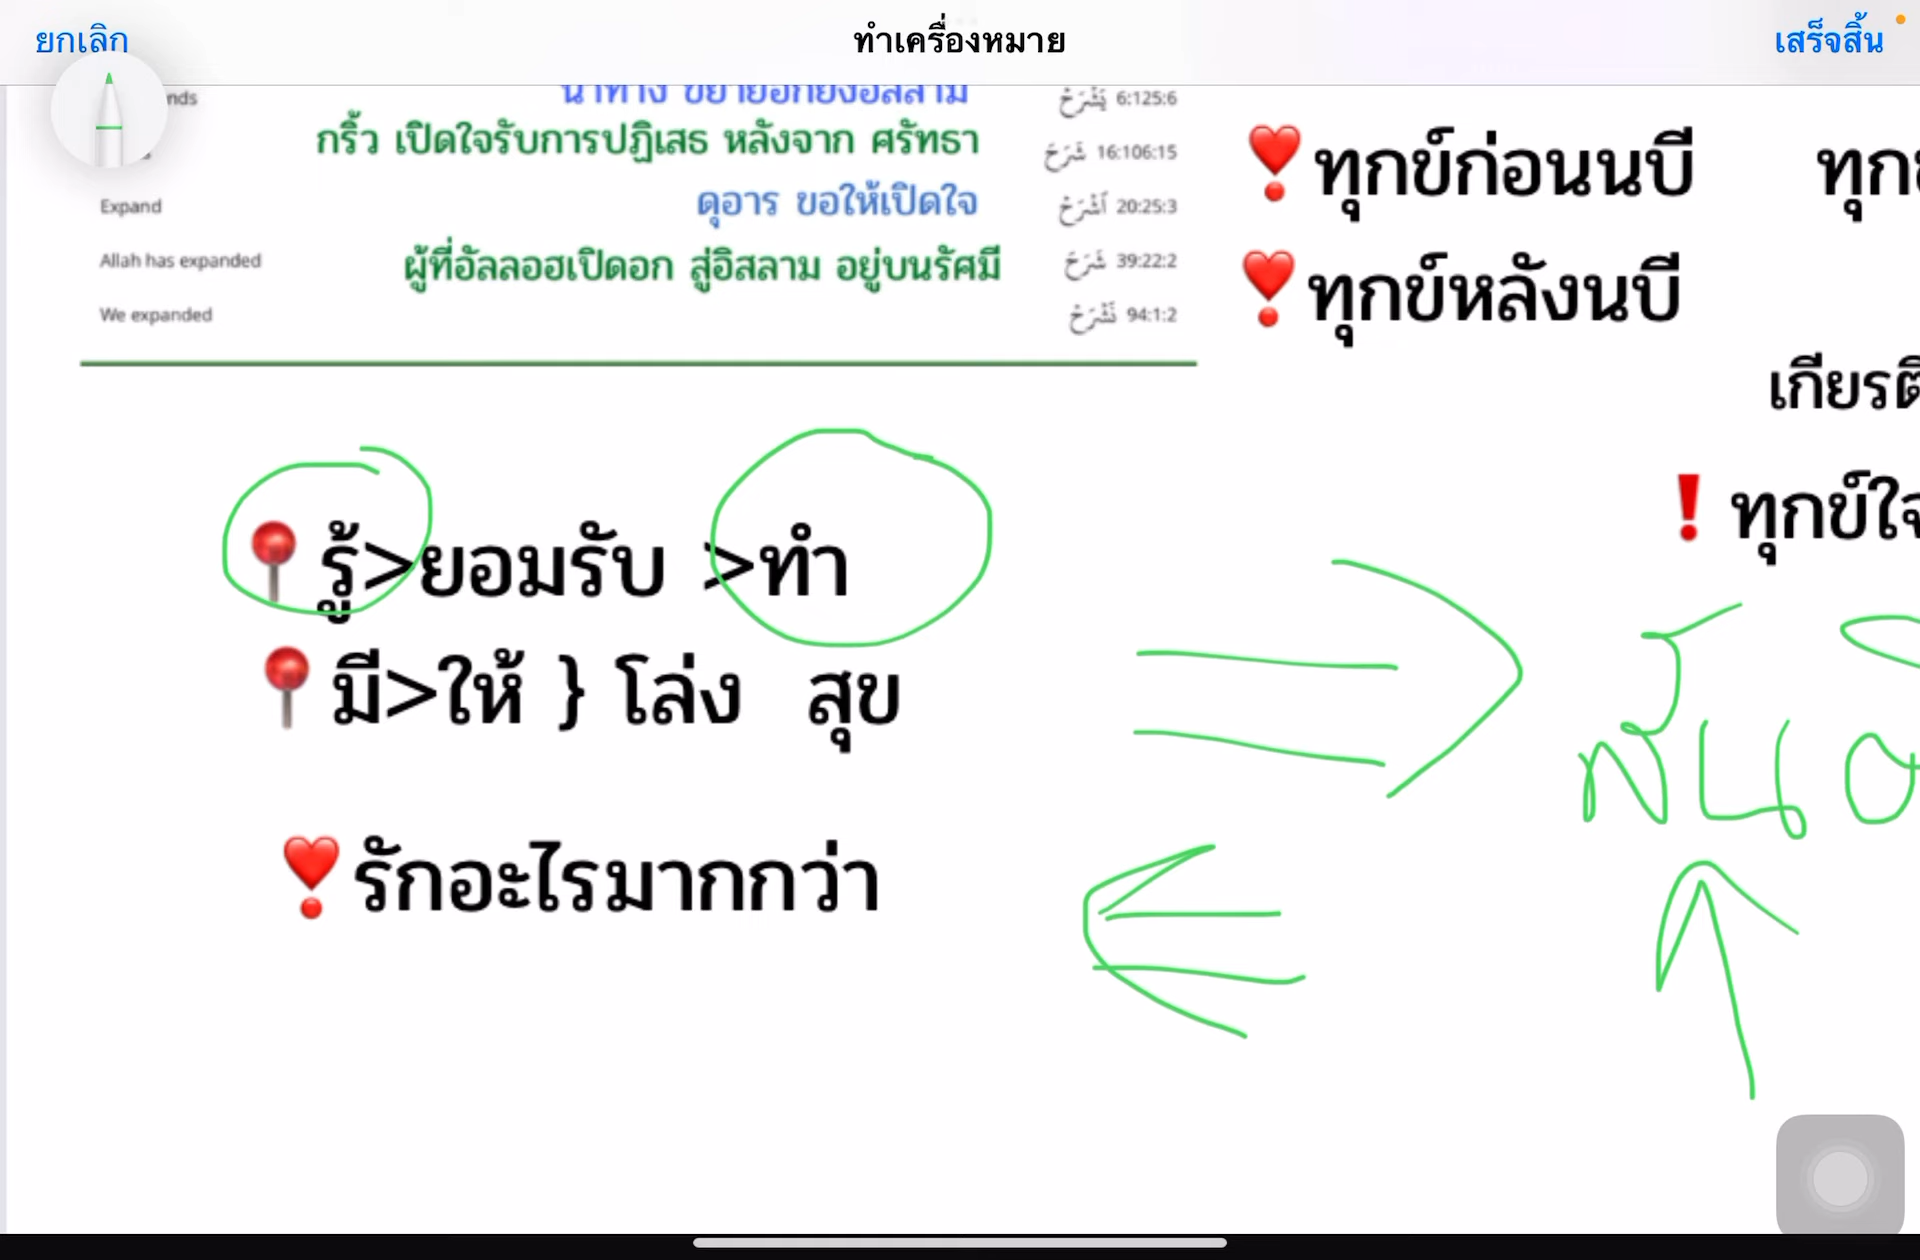 ยกเลิก ทำเครื่องหมาย เสร็จสิ้น
يَشْرَحْ 6:125:6
กริ้ว เปิดใจรับการปฏิเสธ หลังจาก ศรัทธา شَرَحَ 16:106:15
Expand ดุอาร ขอให้เปิดใจ ٱشْرَحْ 20:25:3
Allah has expanded ผู้ที่อัลลอฮเปิดอก สู่อิสลาม อยู่บนรัศมี شَرَحَ 39:22:2
We expanded نَشْرَحْ 94:1:2
❣️ทุกข์ก่อนนบี
❣️ทุกข์หลังนบี
📍รู้>ยอมรับ >ทำ
📍มี>ให้ } โล่ง สุข
❣️รักอะไรมากกว่า
❗ทุกข์